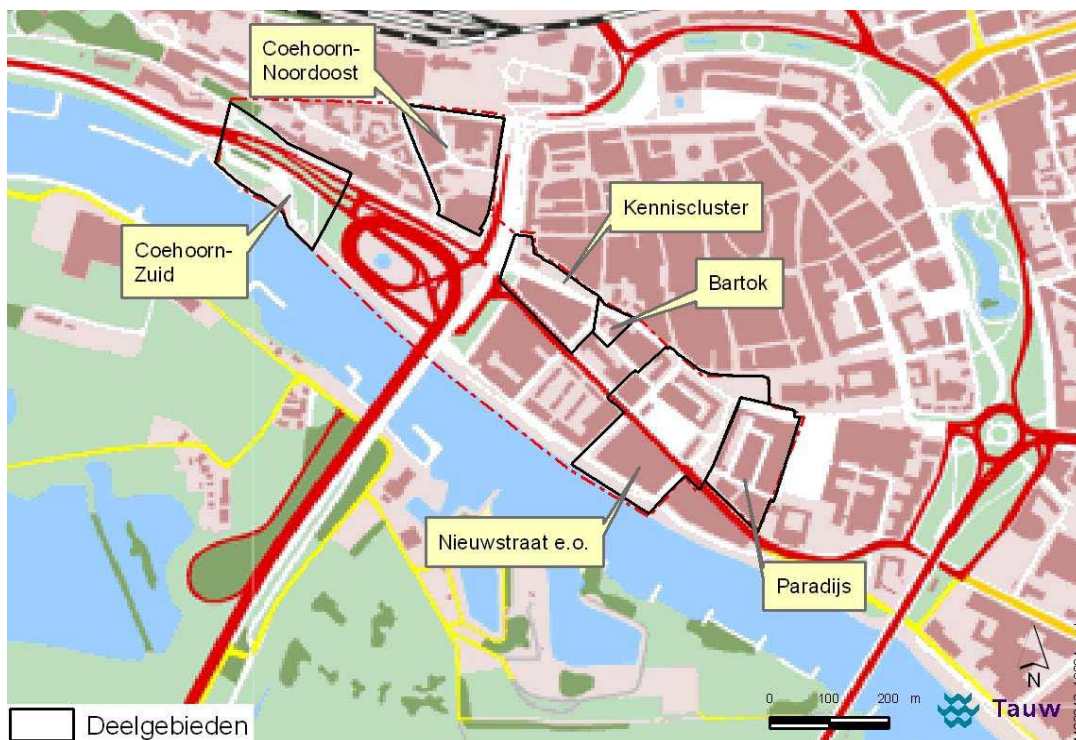 Coehoorn-
Noordoost
Kenniscluster
Coehoorn-
Zuid
Bartok
Nieuwstraat e.o.
Paradijs
N
0 100 200 m
Tauw
Deelgebieden